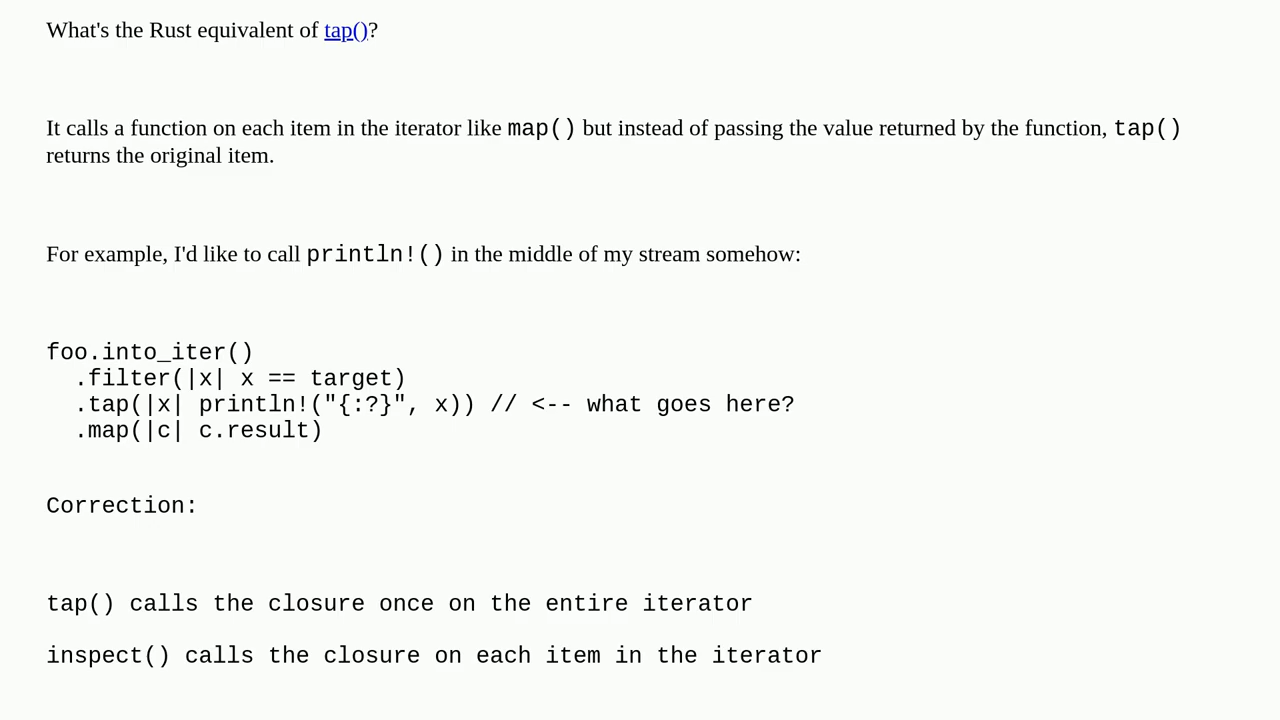 What's the Rust equivalent of tap()?
It calls a function on each item in the iterator like map() but instead of passing the value returned by the function, tap()
returns the original item.
For example, I'd like to call println!() in the middle of my stream somehow:
foo.into_iter()
  .filter(|x| x == target)
  .tap(|x| println!("{:?}", x)) // <-- what goes here?
  .map(|c| c.result)
Correction:
tap() calls the closure once on the entire iterator
inspect() calls the closure on each item in the iterator